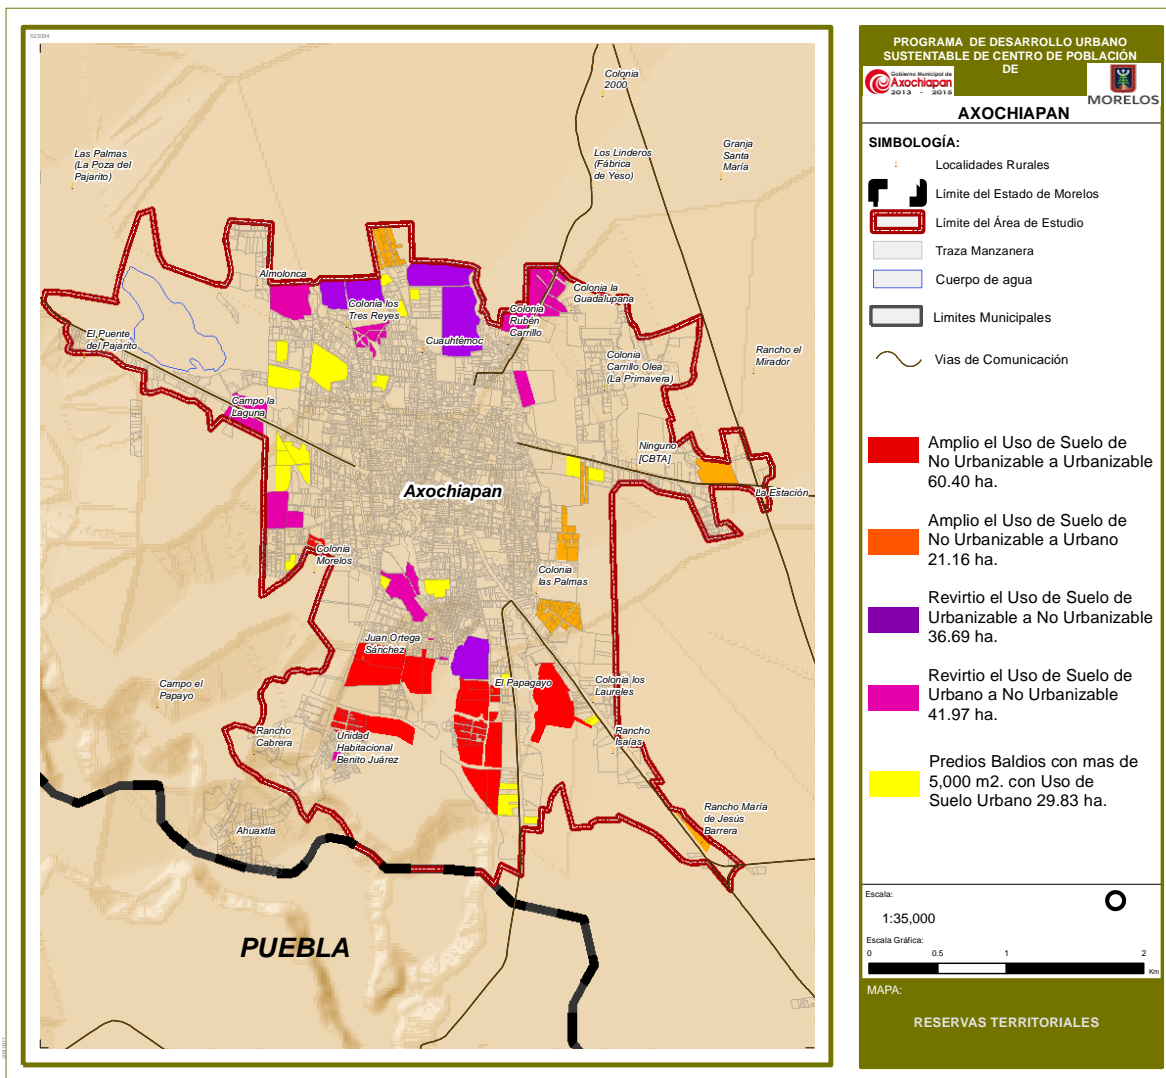 523094
Colonia
2000
Las Palmas
(La Poza del
Pajarito)
Los Linderos
(Fábrica
de Yeso)
Granja
Santa
María
Almolonca
Colonia la
Guadalupana
Colonia los
Tres Reyes
Colonia
Rubén
Carrillo
El Puente
del Pajarito
Cuauhtémoc
Colonia
Carrillo Olea
(La Primavera)
Rancho el
Mirador
Campo la
Laguna
Ninguno
[CBTA]
Axochiapan
La Estación
Colonia
Morelos
Colonia
las Palmas
Juan Ortega
Sánchez
Campo el
Papayo
El Papagayo
Colonia los
Laureles
Rancho
Cabrera
Unidad
Habitacional
Benito Juárez
Rancho
Isaías
Rancho María
de Jesús
Barrera
Ahuaxtla
PUEBLA
PROGRAMA DE DESARROLLO URBANO
SUSTENTABLE DE CENTRO DE POBLACIÓN
DE
Gobierno Municipal de
Axochiapan
2013 - 2015
MORELOS
AXOCHIAPAN
SIMBOLOGÍA:
Localidades Rurales
Límite del Estado de Morelos
Límite del Área de Estudio
Traza Manzanera
Cuerpo de agua
Limites Municipales
Vias de Comunicación
Amplio el Uso de Suelo de
No Urbanizable a Urbanizable
60.40 ha.
Amplio el Uso de Suelo de
No Urbanizable a Urbano
21.16 ha.
Revirtio el Uso de Suelo de
Urbanizable a No Urbanizable
36.69 ha.
Revirtio el Uso de Suelo de
Urbano a No Urbanizable
41.97 ha.
Predios Baldios con mas de
5,000 m2. con Uso de
Suelo Urbano 29.83 ha.
Escala:
1:35,000
Escala Gráfica:
0 0.5 1 2
Km
MAPA:
RESERVAS TERRITORIALES